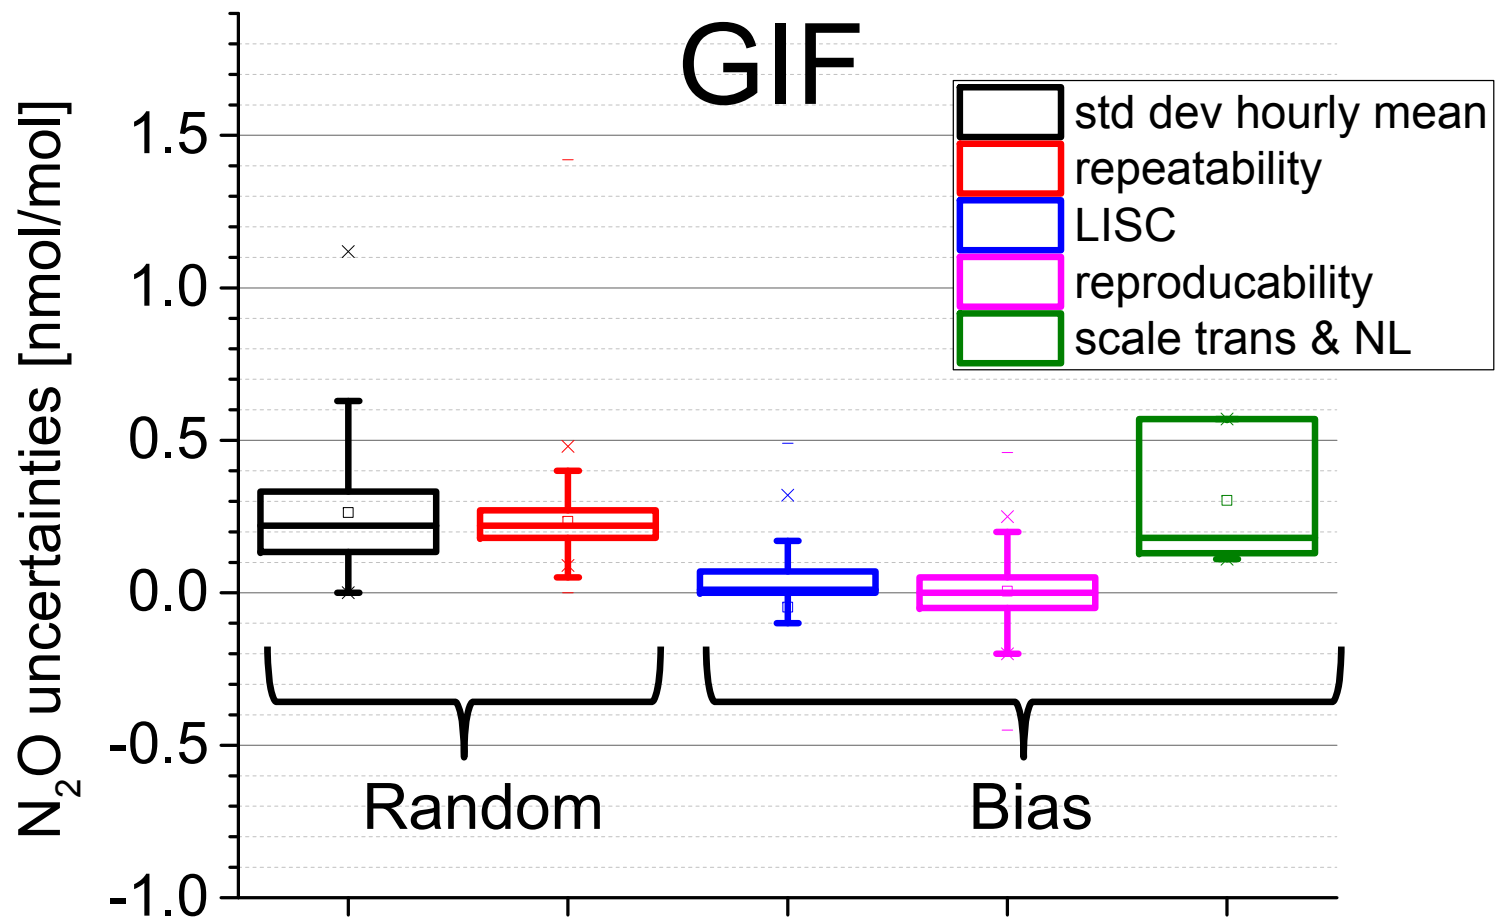 GIF
std dev hourly mean
repeatability
LISC
reproducability
scale trans & NL
N₂O uncertainties [nmol/mol]
1.5
1.0
0.5
0.0
-0.5
-1.0
Random
Bias